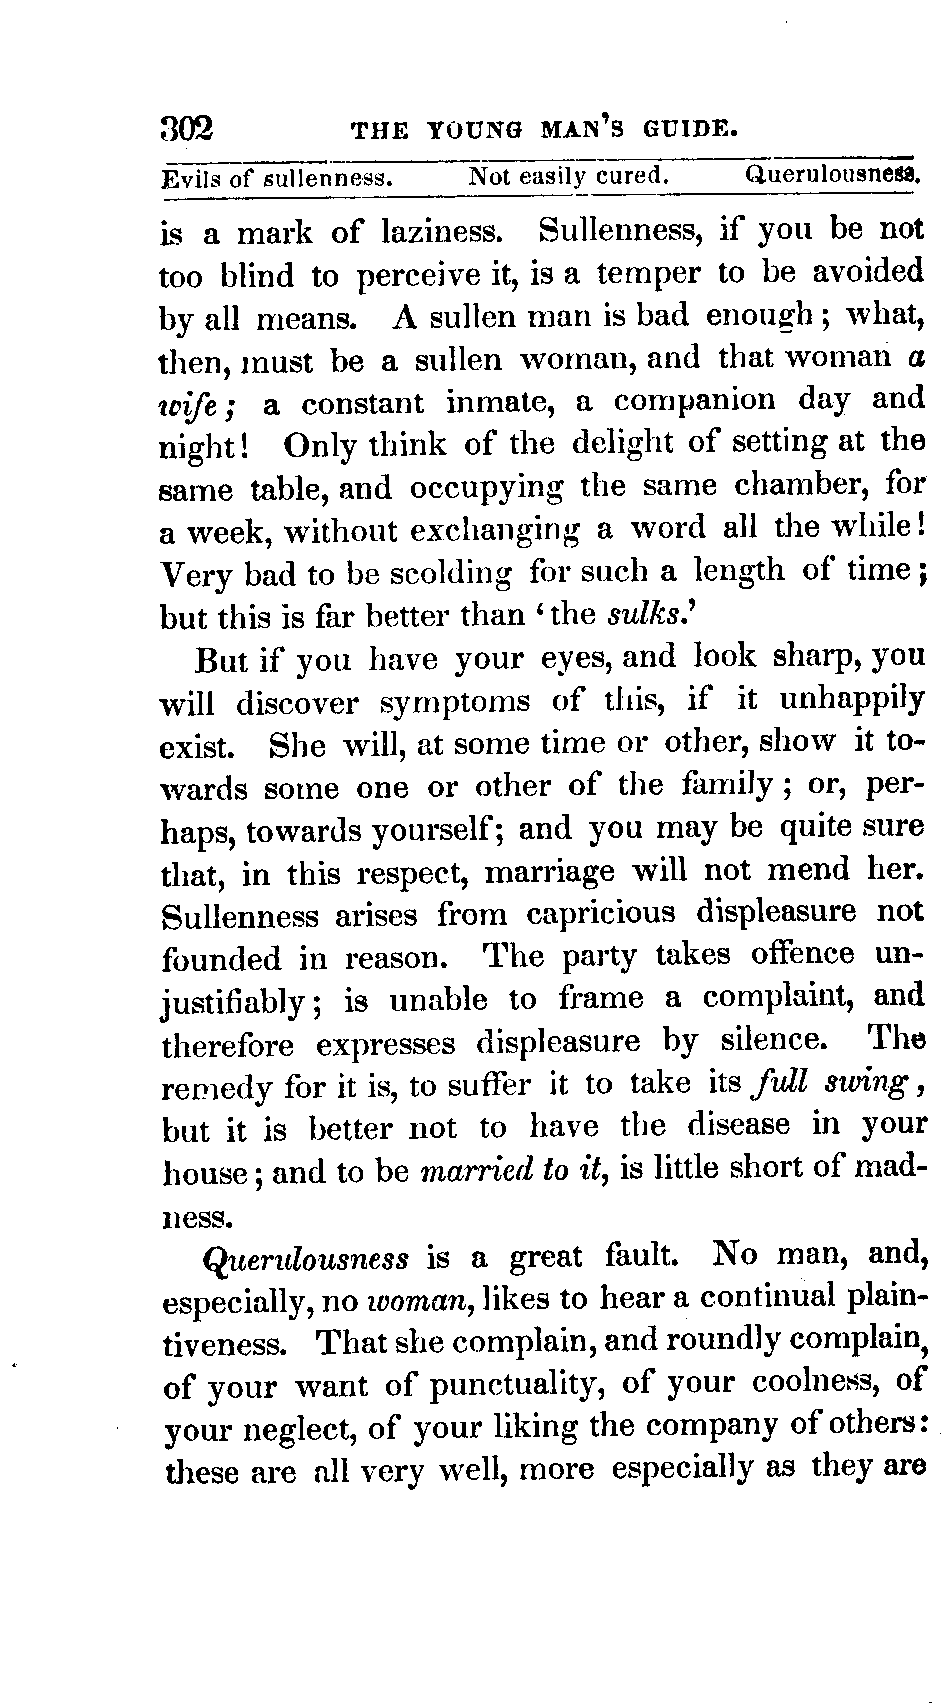 302 THE YOUNG MAN'S GUIDE.
Evils of sullenness. Not easily cured. Querulousness.
is a mark of laziness. Sullenness, if you be not
too blind to perceive it, is a temper to be avoided
by all means. A sullen man is bad enough; what,
then, must be a sullen woman, and that woman a
wife; a constant inmate, a companion day and
night! Only think of the delight of setting at the
same table, and occupying the same chamber, for
a week, without exchanging a word all the while!
Very bad to be scolding for such a length of time;
but this is far better than 'the sulks.'
But if you have your eyes, and look sharp, you
will discover symptoms of this, if it unhappily
exist. She will, at some time or other, show it to-
wards some one or other of the family; or, per-
haps, towards yourself; and you may be quite sure
that, in this respect, marriage will not mend her.
Sullenness arises from capricious displeasure not
founded in reason. The party takes offence un-
justifiably; is unable to frame a complaint, and
therefore expresses displeasure by silence. The
remedy for it is, to suffer it to take its full swing,
but it is better not to have the disease in your
house; and to be married to it, is little short of mad-
ness.
Querulousness is a great fault. No man, and,
especially, no woman, likes to hear a continual plain-
tiveness. That she complain, and roundly complain,
of your want of punctuality, of your coolness, of
your neglect, of your liking the company of others:
these are all very well, more especially as they are